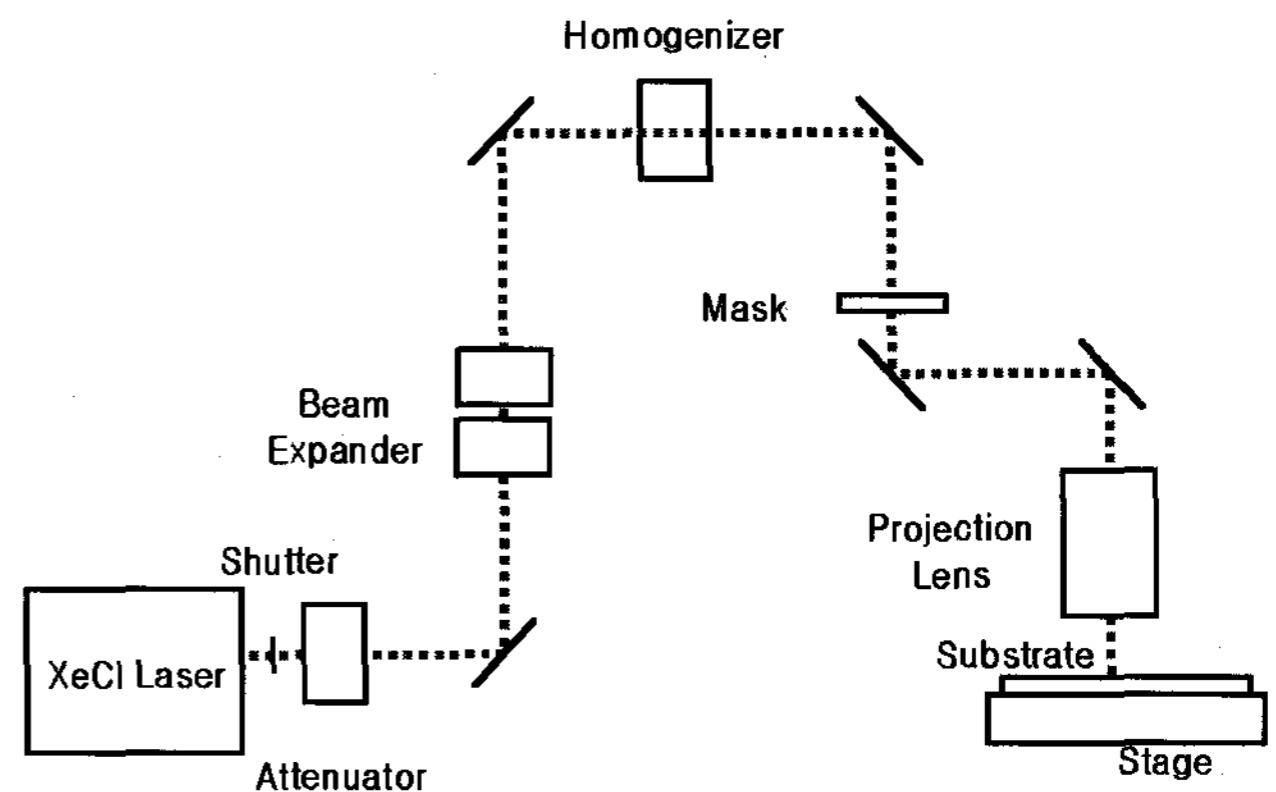 Homogenizer
Mask
Beam
Expander
Projection
Lens
Shutter
XeCl Laser
Substrate
Attenuator
Stage